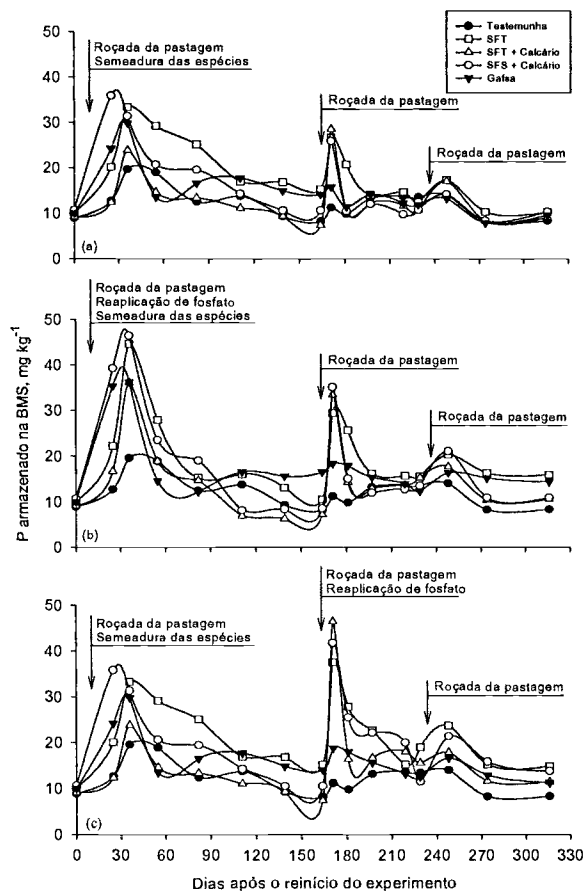 50
40
30
20
10
0
Roçada da pastagem
Semeadura das espécies
Roçada da pastagem
Roçada da pastagem
Testemunha
SFT
SFT + Calcário
SFS + Calcário
Gafsa
(a)
50
40
30
20
10
0
Roçada da pastagem
Reaplicação de fosfato
Semeadura das espécies
Roçada da pastagem
Roçada da pastagem
(b)
P armazenado na BMS, mg kg⁻¹
50
40
30
20
10
0
Roçada da pastagem
Semeadura das espécies
Roçada da pastagem
Reaplicação de fosfato
Roçada da pastagem
(c)
0 30 60 90 120 150 180 210 240 270 300 330
Dias após o reinício do experimento